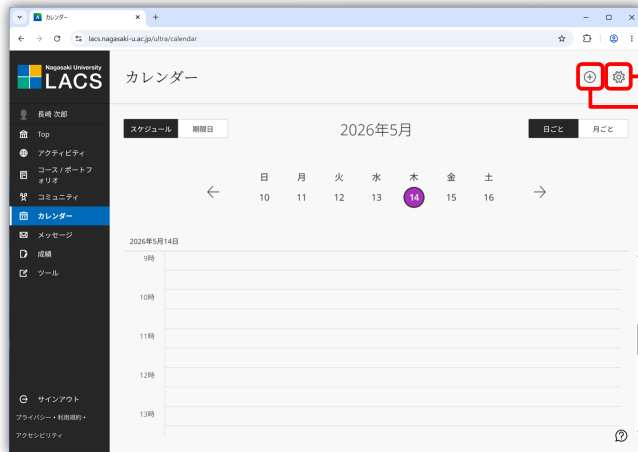 カレンダー
lacs.nagasaki-u.ac.jp/ultra/calendar
Nagasaki University
LACS
カレンダー
長崎 次郎
Top
アクティビティ
コース / ポートフ
ォリオ
コミュニティ
カレンダー
メッセージ
成績
ツール
サインアウト
プライバシー • 利用規約 •
アクセシビリティ
スケジュール
期限日
2026年5月
日ごと
月ごと
日 月 火 水 木 金 土
10 11 12 13 14 15 16
2026年5月14日
9時
10時
11時
12時
13時